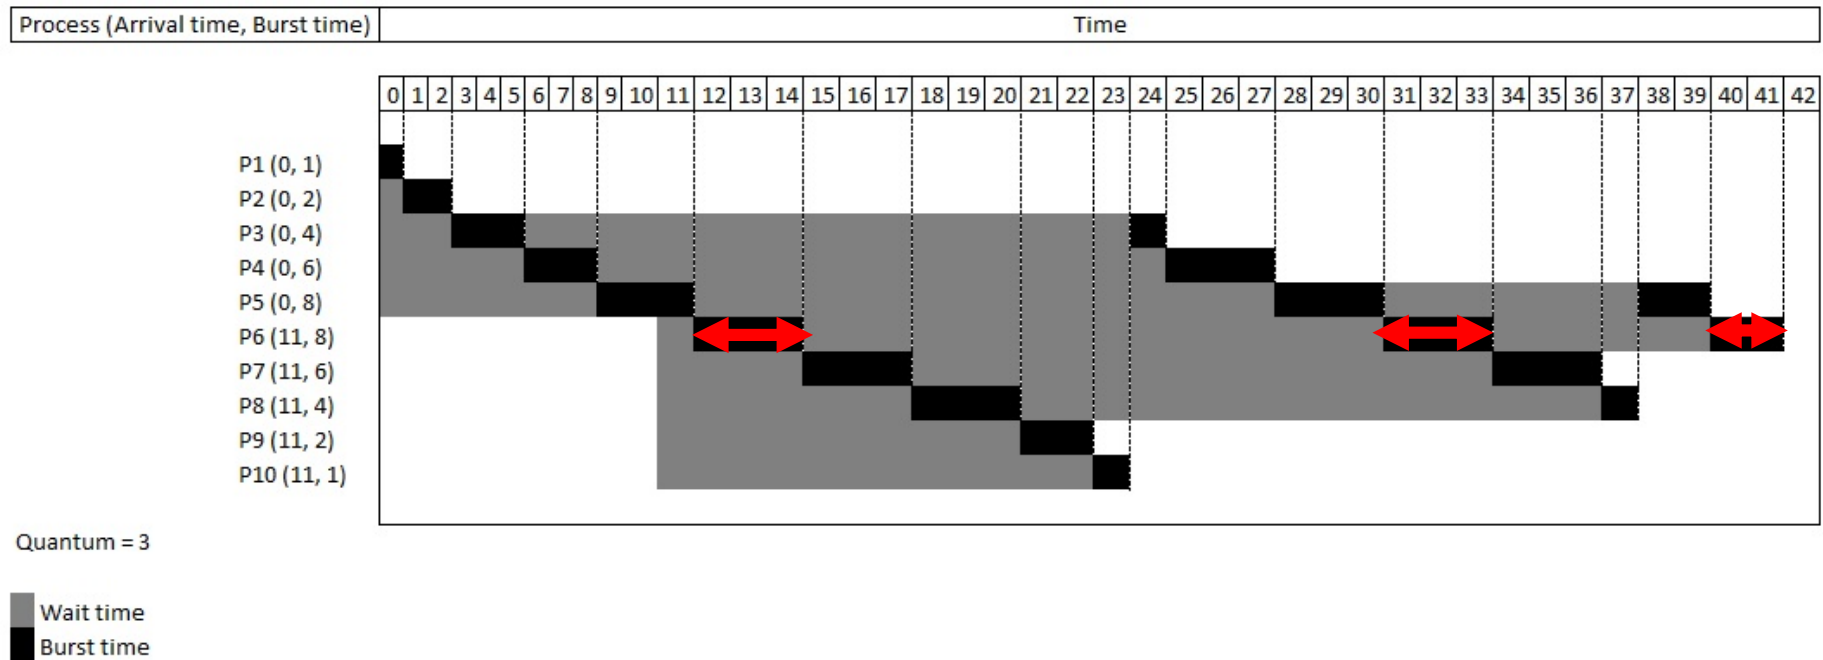 Process (Arrival time, Burst time) Time
0 1 2 3 4 5 6 7 8 9 10 11 12 13 14 15 16 17 18 19 20 21 22 23 24 25 26 27 28 29 30 31 32 33 34 35 36 37 38 39 40 41 42
P1 (0, 1)
P2 (0, 2)
P3 (0, 4)
P4 (0, 6)
P5 (0, 8)
P6 (11, 8)
P7 (11, 6)
P8 (11, 4)
P9 (11, 2)
P10 (11, 1)
Quantum = 3
Wait time
Burst time